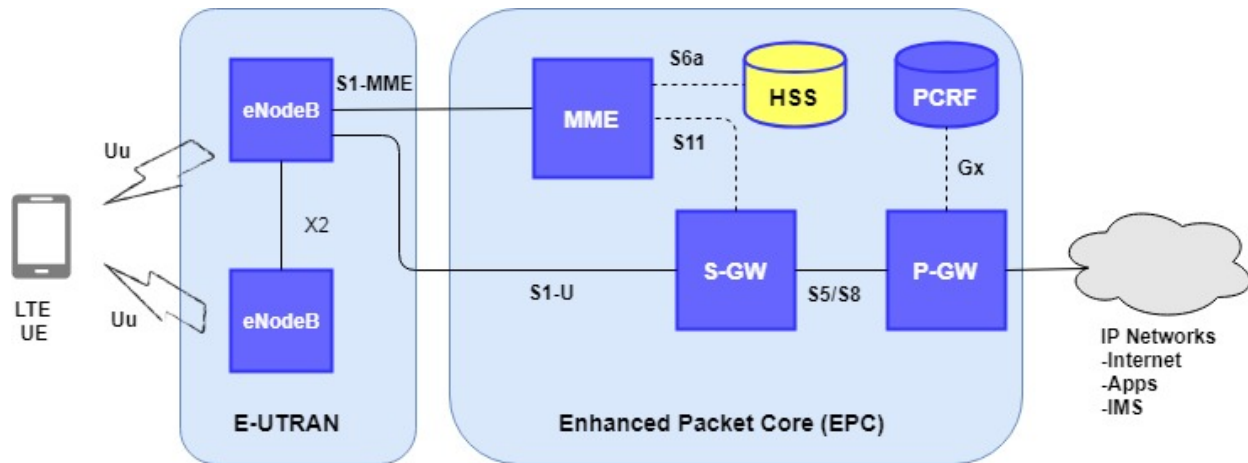 S6a
HSS
PCRF
S1-MME
eNodeB
MME
S11
Uu
Gx
X2
LTE
UE
S-GW
P-GW
S1-U
S5/S8
Uu
eNodeB
IP Networks
-Internet
-Apps
-IMS
E-UTRAN
Enhanced Packet Core (EPC)